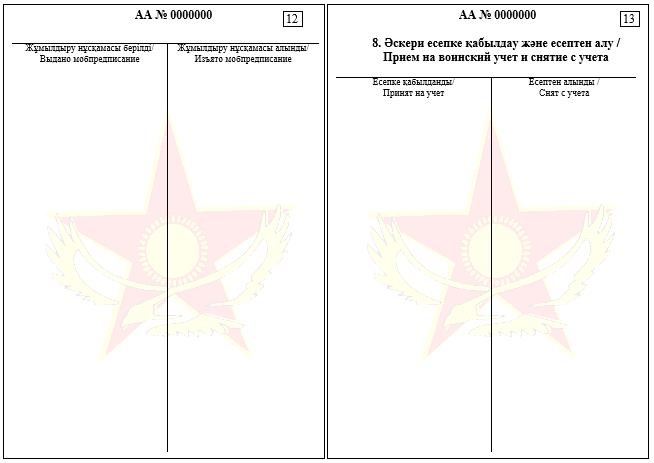 АА № 0000000
12
Жұмылдыру нұсқамасы берілді/
Выдано мобпредписание
Жұмылдыру нұсқамасы алынды/
Изъято мобпредписание
АА № 0000000
13
8. Әскери есепке қабылдау және есептен алу /
Прием на воинский учет и снятие с учета
Есепке қабылданды/
Принят на учет
Есептен алынды /
Снят с учета